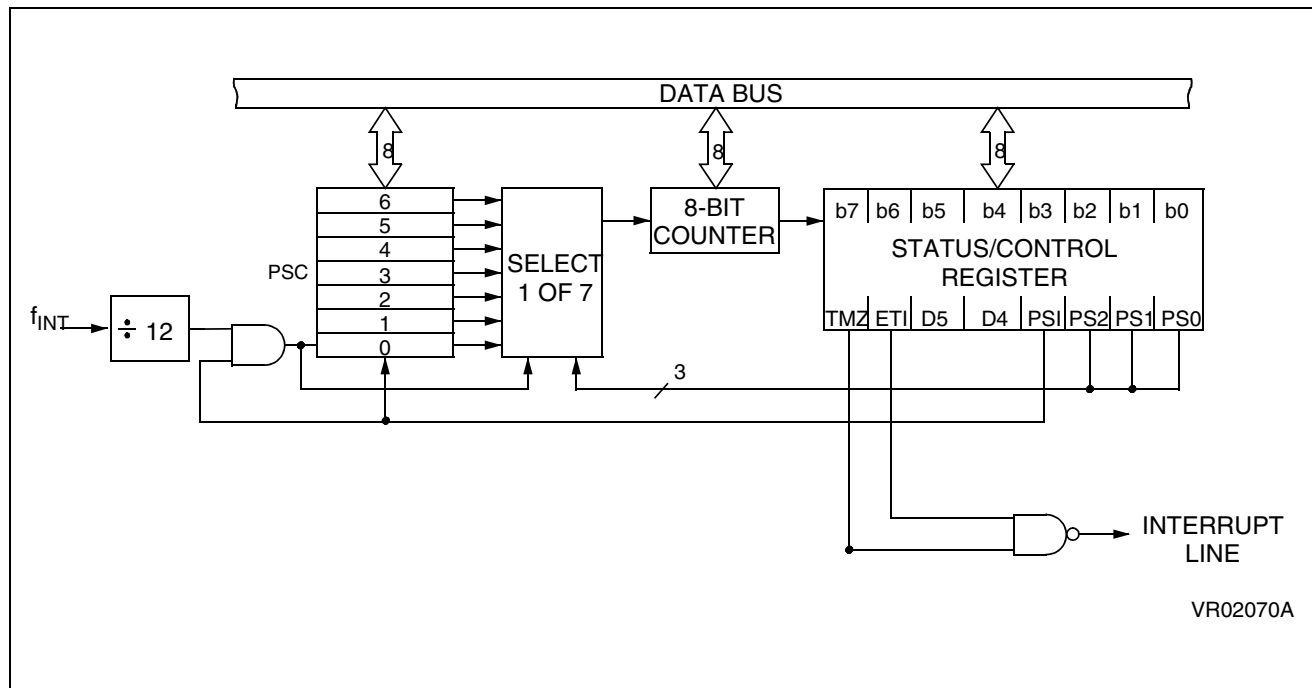 DATA BUS
8
8
8
6
5
4
3
2
1
0
PSC
SELECT
1 OF 7
8-BIT
COUNTER
b7 b6 b5 b4 b3 b2 b1 b0
STATUS/CONTROL
REGISTER
TMZ ETI D5 D4 PSI PS2 PS1 PS0
fINT
÷ 12
3
INTERRUPT
LINE
VR02070A